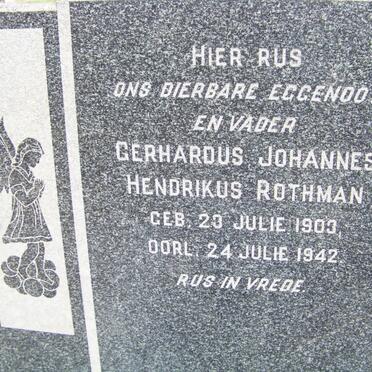 HIER RUS
ONS DIERBARE EGGENOO
EN VADER
GERHARDUS JOHANNES
HENDRIKUS ROTHMAN
GEB. 23 JULIE 1903.
OORL. 24 JULIE 1942.
RUS IN VREDE.